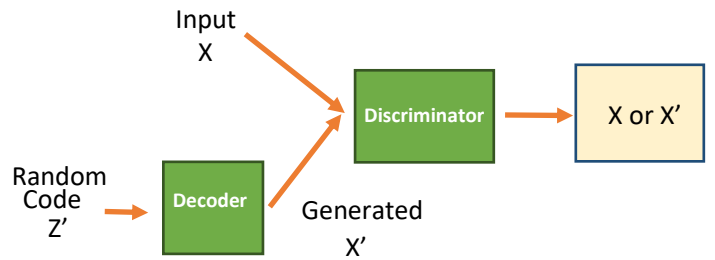 Input
X
Discriminator
X or X’
Random
Code
Z’
Decoder
Generated
X’